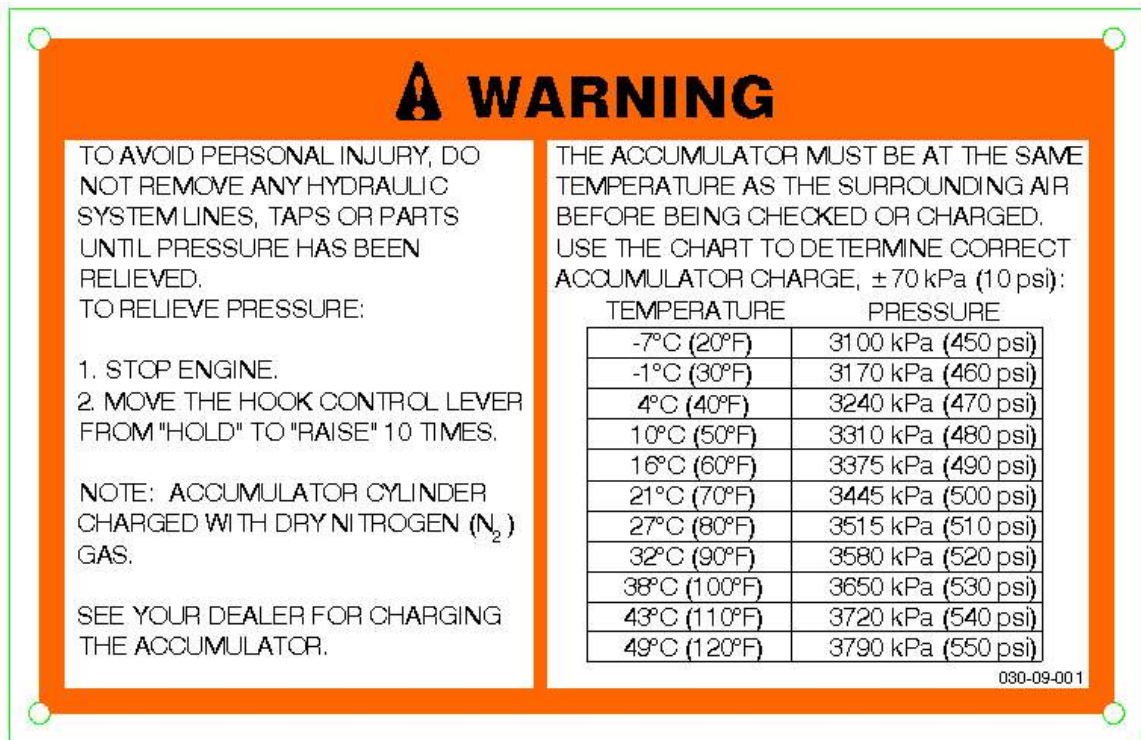 WARNING
TO AVOID PERSONAL INJURY, DO
NOT REMOVE ANY HYDRAULIC
SYSTEM LINES, TAPS OR PARTS
UNTIL PRESSURE HAS BEEN
RELIEVED.
TO RELIEVE PRESSURE:
1. STOP ENGINE.
2. MOVE THE HOOK CONTROL LEVER
FROM "HOLD" TO "RAISE" 10 TIMES.
NOTE: ACCUMULATOR CYLINDER
CHARGED WITH DRY NITROGEN (N₂)
GAS.
SEE YOUR DEALER FOR CHARGING
THE ACCUMULATOR.
THE ACCUMULATOR MUST BE AT THE SAME
TEMPERATURE AS THE SURROUNDING AIR
BEFORE BEING CHECKED OR CHARGED.
USE THE CHART TO DETERMINE CORRECT
ACCUMULATOR CHARGE, ±70 kPa (10 psi):
TEMPERATURE PRESSURE
-7°C (20°F) 3100 kPa (450 psi)
-1°C (30°F) 3170 kPa (460 psi)
4°C (40°F) 3240 kPa (470 psi)
10°C (50°F) 3310 kPa (480 psi)
16°C (60°F) 3375 kPa (490 psi)
21°C (70°F) 3445 kPa (500 psi)
27°C (80°F) 3515 kPa (510 psi)
32°C (90°F) 3580 kPa (520 psi)
38°C (100°F) 3650 kPa (530 psi)
43°C (110°F) 3720 kPa (540 psi)
49°C (120°F) 3790 kPa (550 psi)
030-09-001